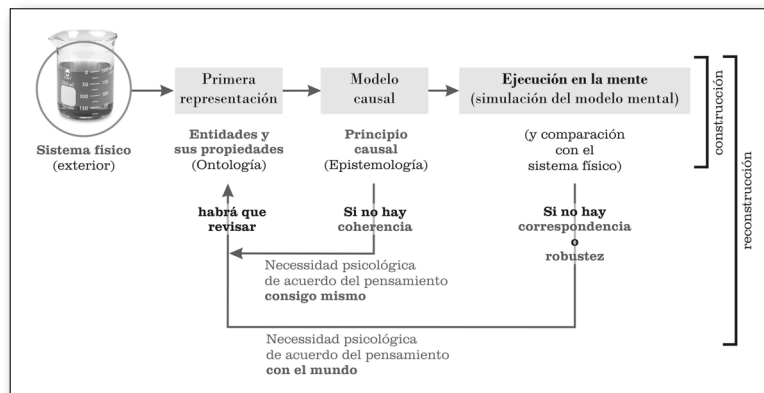 Primera
representación
Modelo
causal
Ejecución en la mente
(simulación del modelo mental)
Sistema físico
(exterior)
Entidades y
sus propiedades
(Ontología)
Principio
causal
(Epistemología)
(y comparación
con el
sistema físico)
habrá que
revisar
Si no hay
coherencia
Si no hay
correspondencia
o
robustez
Necessidad psicológica
de acuerdo del pensamiento
consigo mismo
Necessidad psicológica
de acuerdo del pensamiento
con el mundo
construcción
reconstrucción